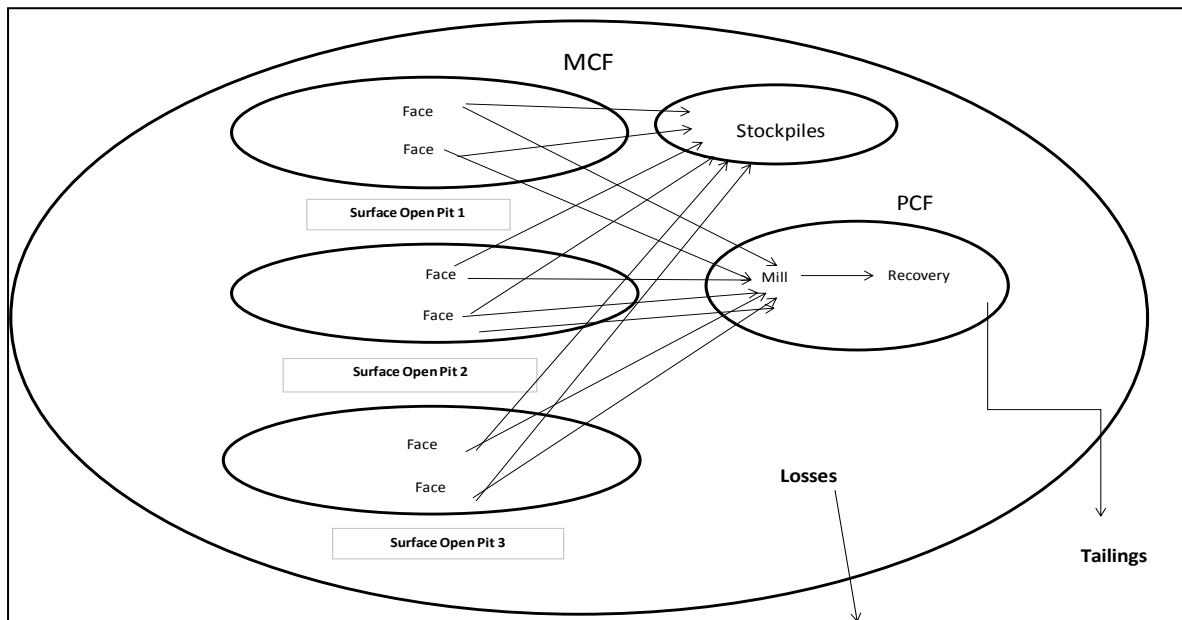 MCF
Face
Face
Stockpiles
Surface Open Pit 1
PCF
Face
Mill
Recovery
Face
Surface Open Pit 2
Face
Face
Losses
Surface Open Pit 3
Tailings